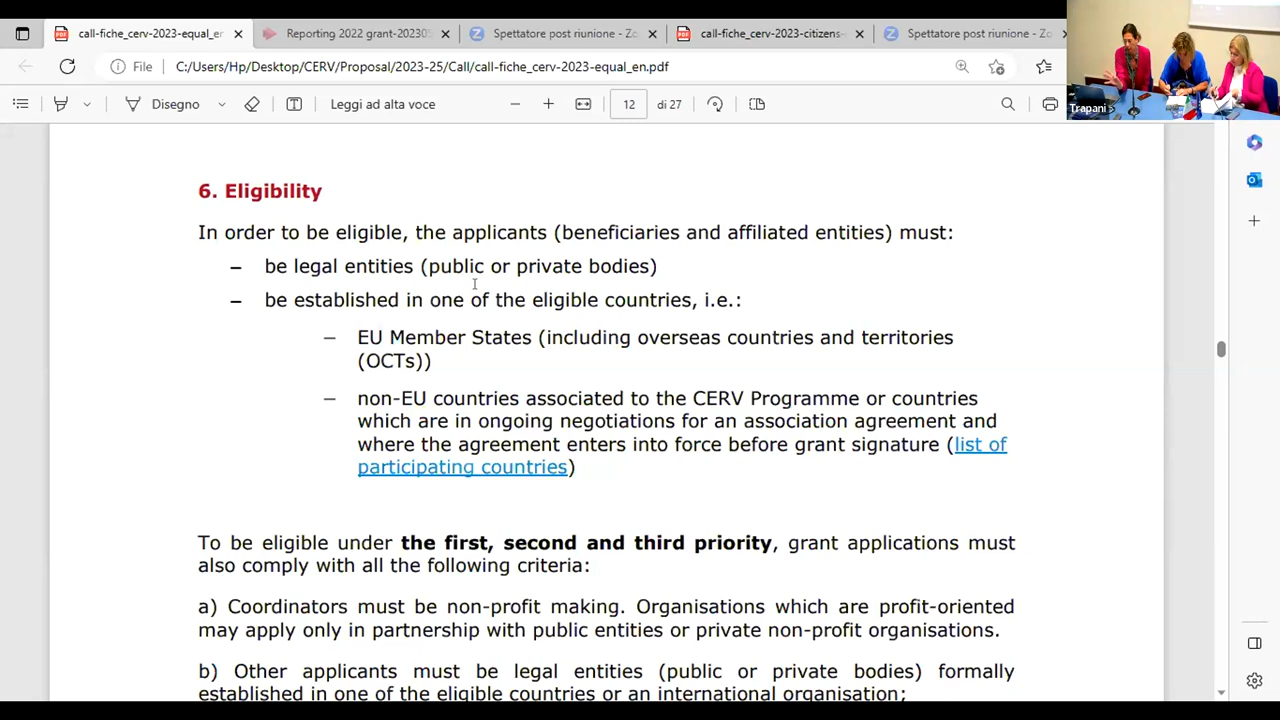 call-fiche_cerv-2023-equal_er
Reporting 2022 grant-20230
Spettatore post riunione - Zo
call-fiche_cerv-2023-citizens-
Spettatore post riunione - Zo
File
C:/Users/Hp/Desktop/CERV/Proposal/2023-25/Call/call-fiche_cerv-2023-equal_en.pdf
Disegno
Leggi ad alta voce
12
di 27
Trapani
6. Eligibility
In order to be eligible, the applicants (beneficiaries and affiliated entities) must:
– be legal entities (public or private bodies)
– be established in one of the eligible countries, i.e.:
– EU Member States (including overseas countries and territories
(OCTs))
– non-EU countries associated to the CERV Programme or countries
which are in ongoing negotiations for an association agreement and
where the agreement enters into force before grant signature (list of
participating countries)
To be eligible under the first, second and third priority, grant applications must
also comply with all the following criteria:
a) Coordinators must be non-profit making. Organisations which are profit-oriented
may apply only in partnership with public entities or private non-profit organisations.
b) Other applicants must be legal entities (public or private bodies) formally
established in one of the eligible countries or an international organisation;